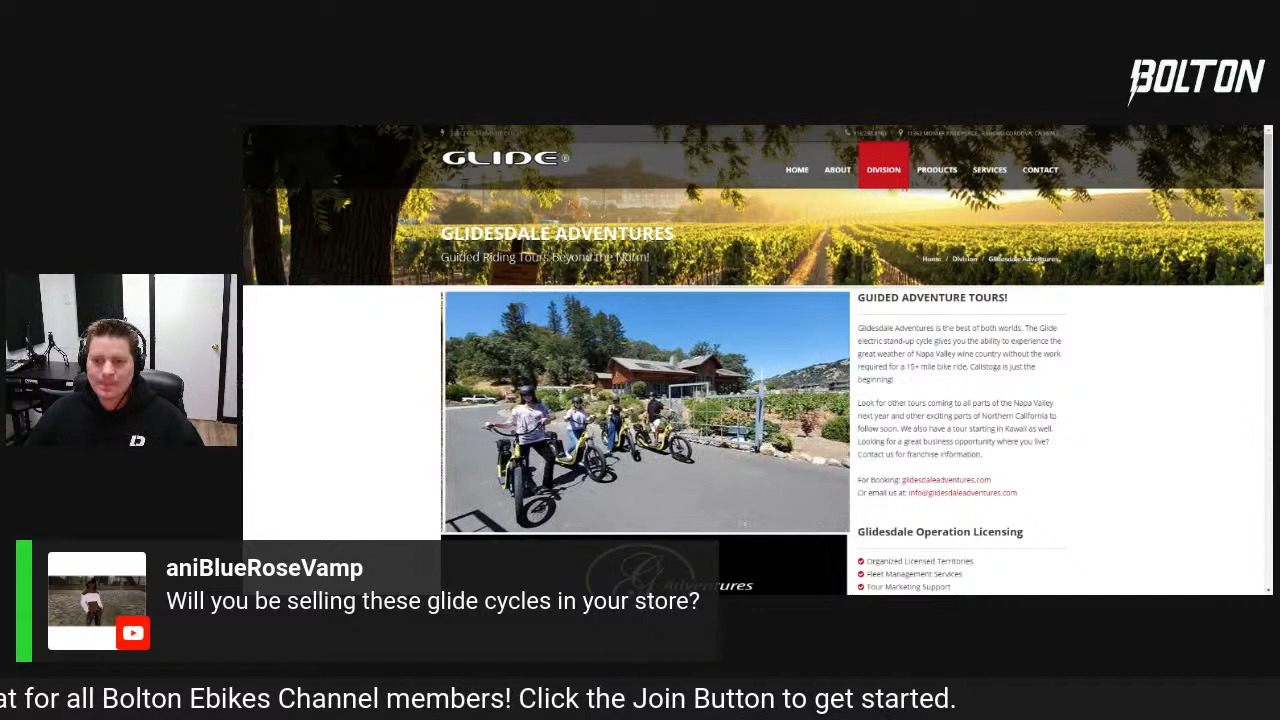 BOLTON
GLIDE®
HOME ABOUT DIVISION PRODUCTS SERVICES CONTACT
GLIDESDALE ADVENTURES
Guided Riding Tours Beyond the Norm!
Home / Division / Glidesdale Adventures
GUIDED ADVENTURE TOURS!
Glidesdale Adventures is the best of both worlds. The Glide
electric stand-up cycle gives you the ability to experience the
great weather of Napa Valley wine country without the work
required for a 15+ mile bike ride. Calistoga is just the
beginning!
Look for other tours coming to all parts of the Napa Valley
next year and other exciting parts of Northern California to
follow soon. We also have a tour starting in Kawaii as well.
Looking for a great business opportunity where you live?
Contact us for franchise information.
For Booking: glidesdaleadventures.com
Or email us at: info@glidesdaleadventures.com
Glidesdale Operation Licensing
Organized Licensed Territories
Fleet Management Services
Tour Marketing Support
Adventures
aniBlueRoseVamp
Will you be selling these glide cycles in your store?
at for all Bolton Ebikes Channel members! Click the Join Button to get started.